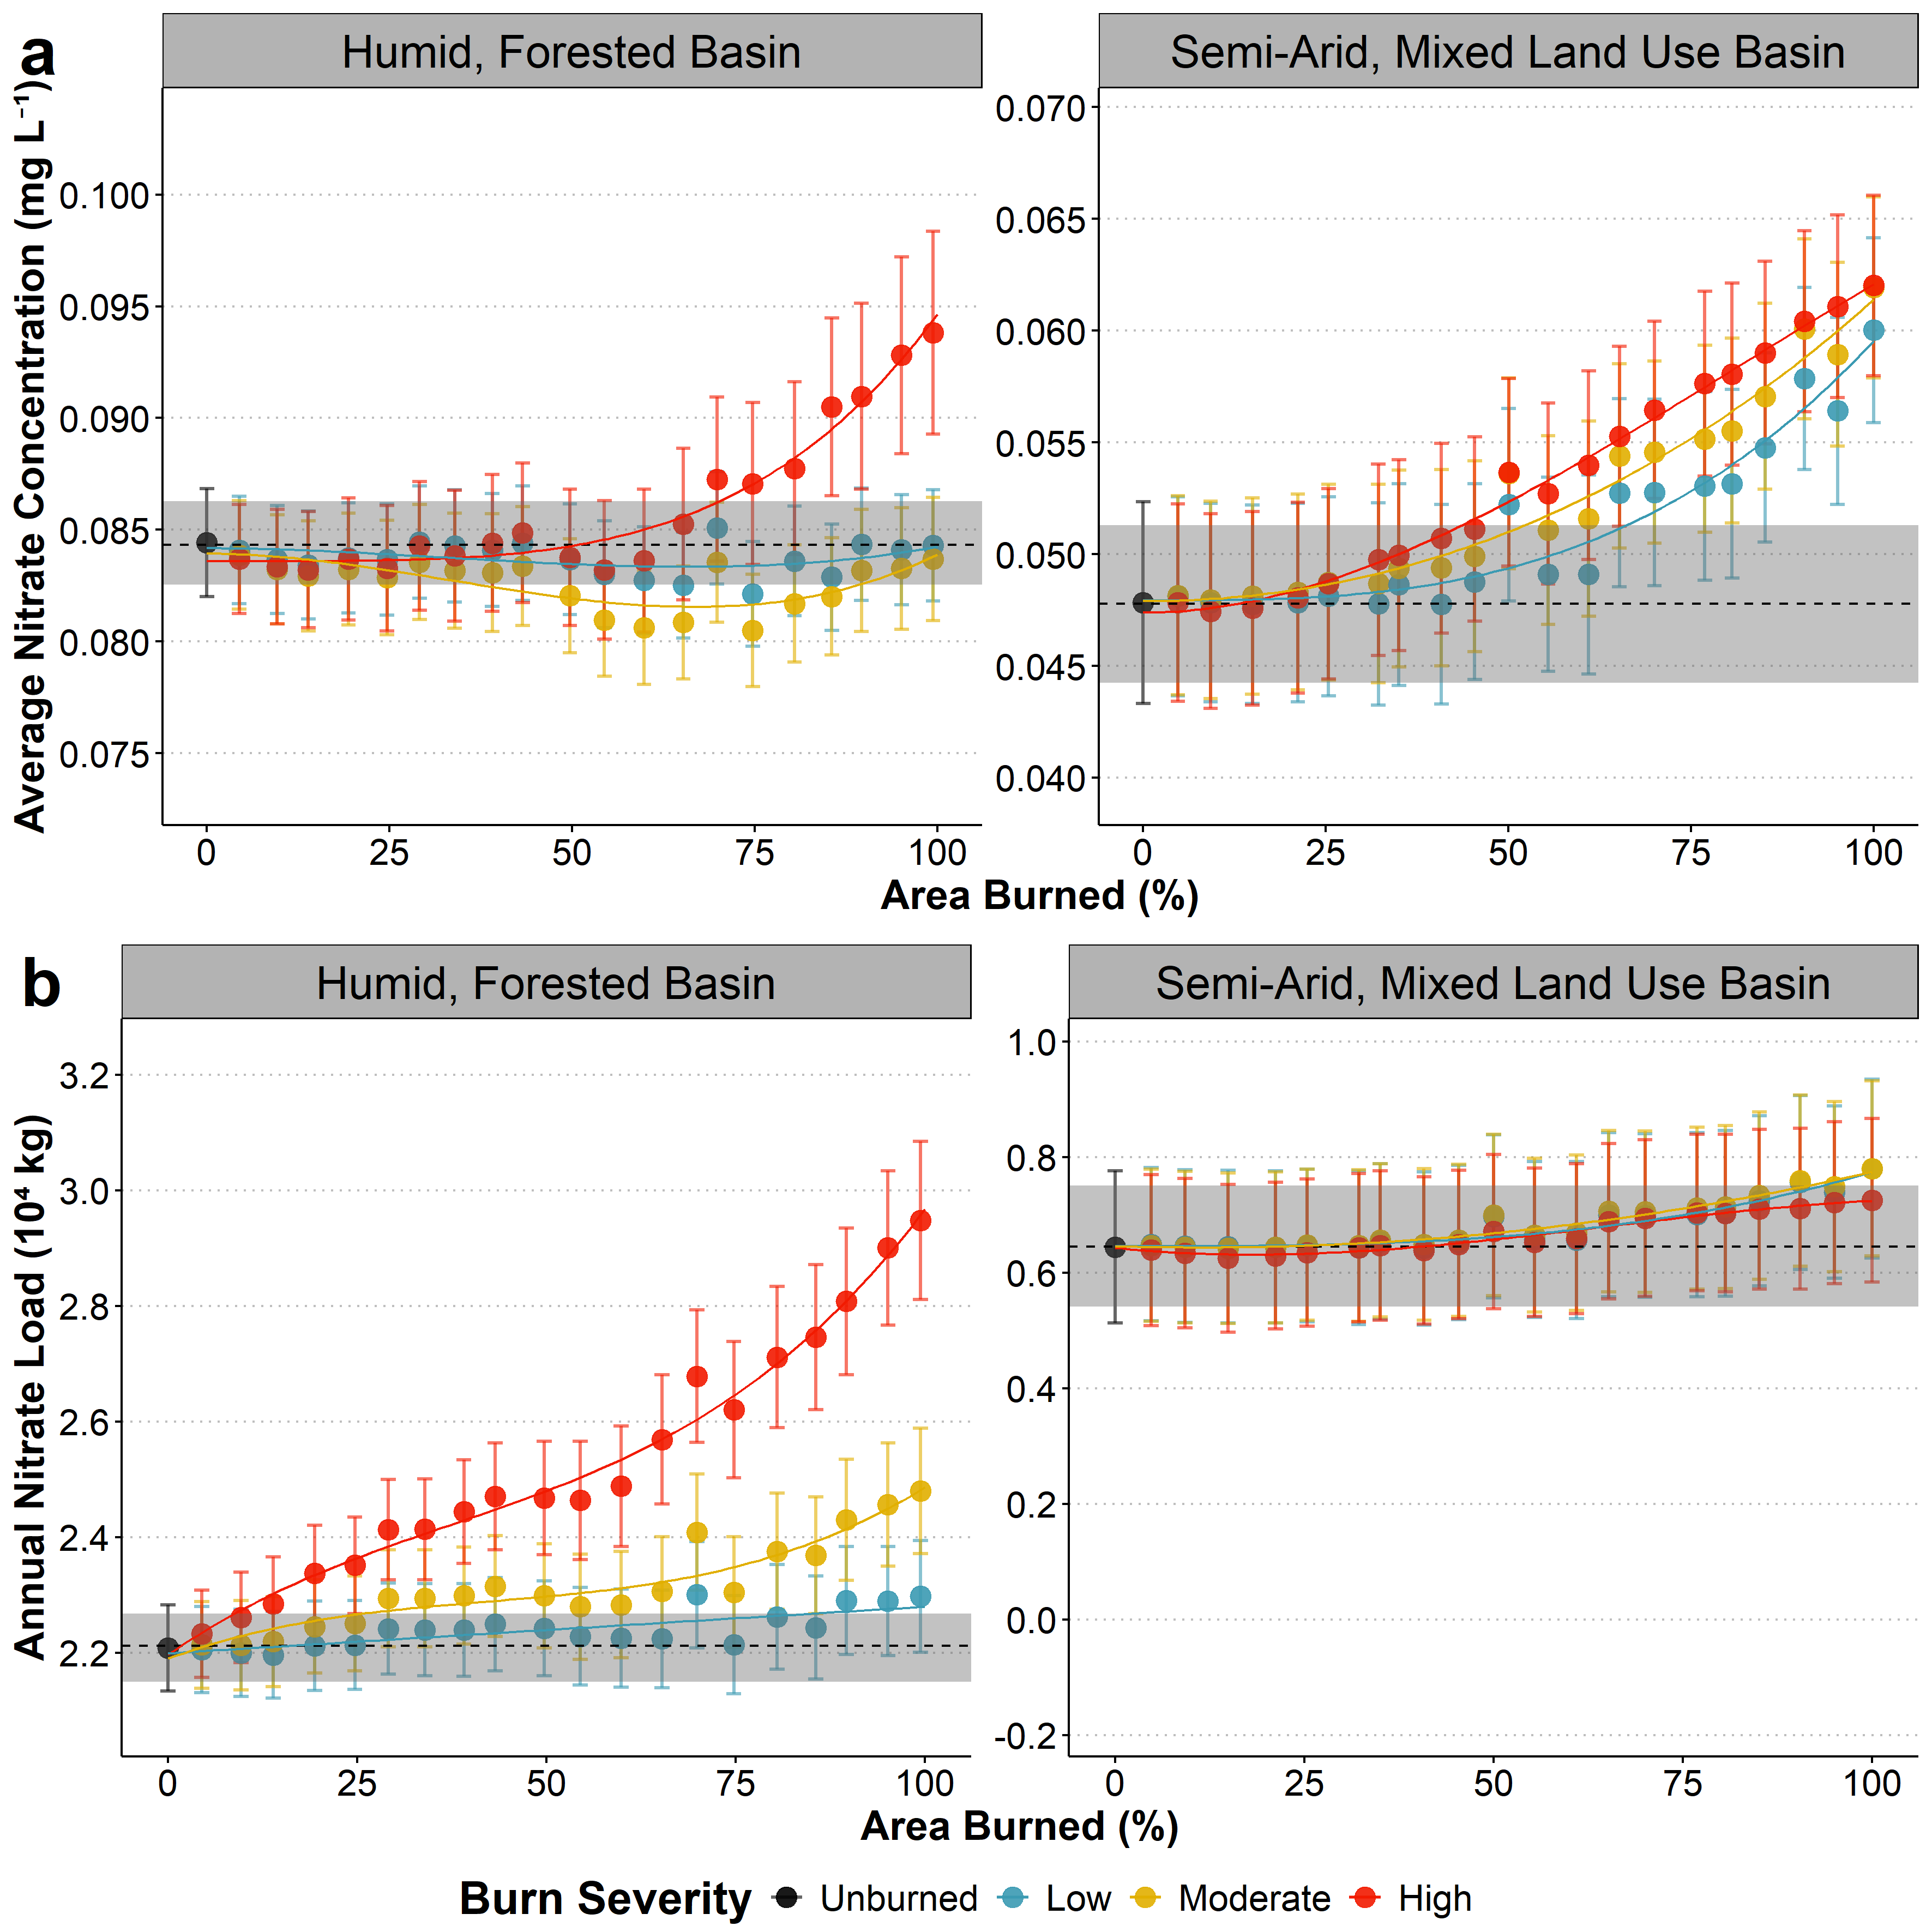 a
Humid, Forested Basin
Semi-Arid, Mixed Land Use Basin
Average Nitrate Concentration (mg L⁻¹)
0.100
0.095
0.090
0.085
0.080
0.075
0 25 50 75 100
0.070
0.065
0.060
0.055
0.050
0.045
0.040
0 25 50 75 100
Area Burned (%)
b
Humid, Forested Basin
Semi-Arid, Mixed Land Use Basin
Annual Nitrate Load (10⁴ kg)
3.2
3.0
2.8
2.6
2.4
2.2
0 25 50 75 100
1.0
0.8
0.6
0.4
0.2
0.0
-0.2
0 25 50 75 100
Area Burned (%)
Burn Severity Unburned Low Moderate High